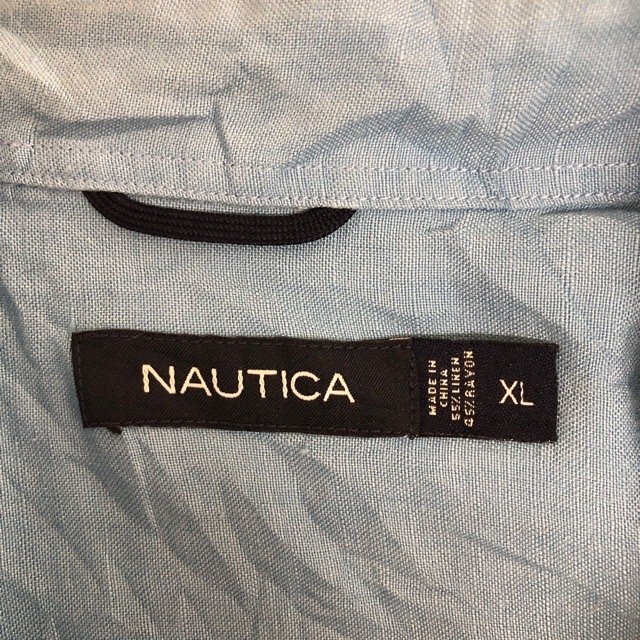 NAUTICA
MADE IN
CHINA
55% LINEN
45% RAYON
XL